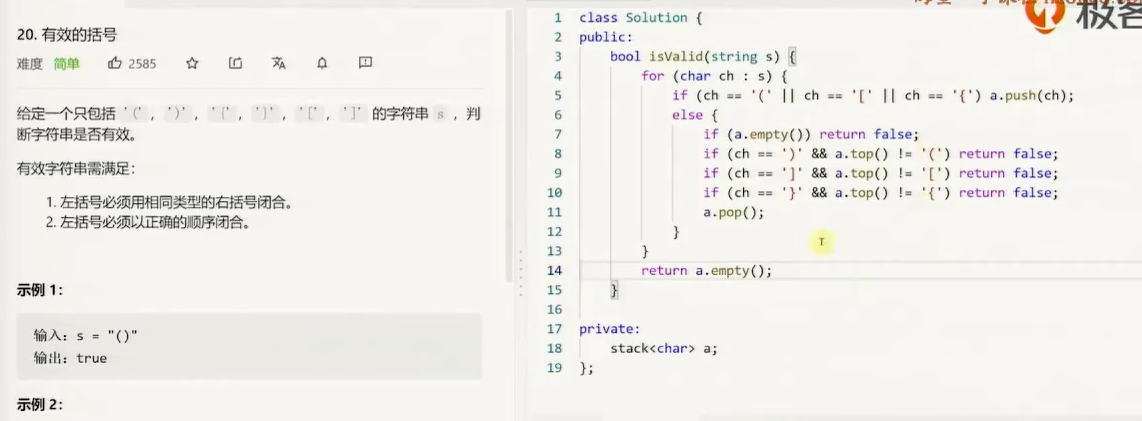 20. 有效的括号
难度 简单 2585
给定一个只包括 '(', ')', '{', '}', '[', ']' 的字符串 s ，判
断字符串是否有效。
有效字符串需满足：
1. 左括号必须用相同类型的右括号闭合。
2. 左括号必须以正确的顺序闭合。
示例 1：
输入：s = "()"
输出：true
示例 2：
极客
1 class Solution {
2 public:
3 bool isValid(string s) {
4 for (char ch : s) {
5 if (ch == '(' || ch == '[' || ch == '{') a.push(ch);
6 else {
7 if (a.empty()) return false;
8 if (ch == ')' && a.top() != '(') return false;
9 if (ch == ']' && a.top() != '[') return false;
10 if (ch == '}' && a.top() != '{') return false;
11 a.pop();
12 }
13 }
14 return a.empty();
15 }
16
17 private:
18 stack<char> a;
19 };